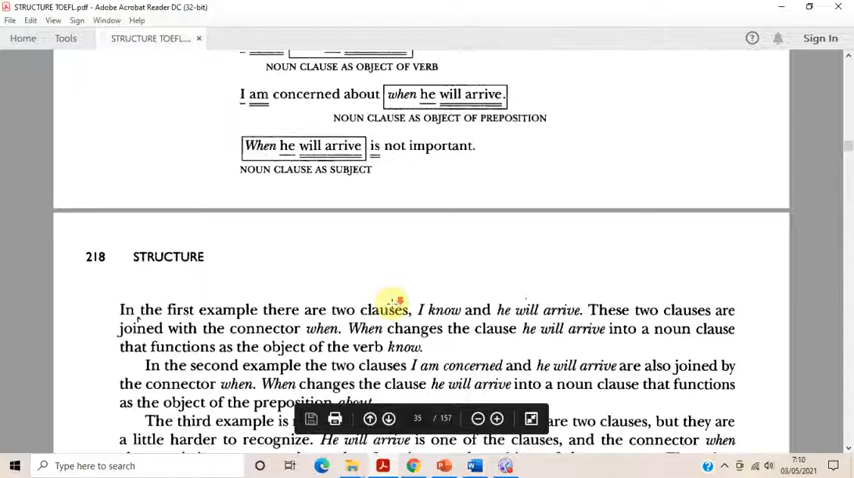 STRUCTURE TOEFL.pdf - Adobe Acrobat Reader DC (32-bit)
File Edit View Sign Window Help
Home Tools STRUCTURE TOEFL.... × Sign In
NOUN CLAUSE AS OBJECT OF VERB
I am concerned about when he will arrive.
NOUN CLAUSE AS OBJECT OF PREPOSITION
When he will arrive is not important.
NOUN CLAUSE AS SUBJECT
218 STRUCTURE
In the first example there are two clauses, I know and he will arrive. These two clauses are
joined with the connector when. When changes the clause he will arrive into a noun clause
that functions as the object of the verb know.
In the second example the two clauses I am concerned and he will arrive are also joined by
the connector when. When changes the clause he will arrive into a noun clause that functions
as the object of the preposition about.
The third example is are two clauses, but they are
35 / 157
a little harder to recognize. He will arrive is one of the clauses, and the connector when
Type here to search
7:10
03/05/2021